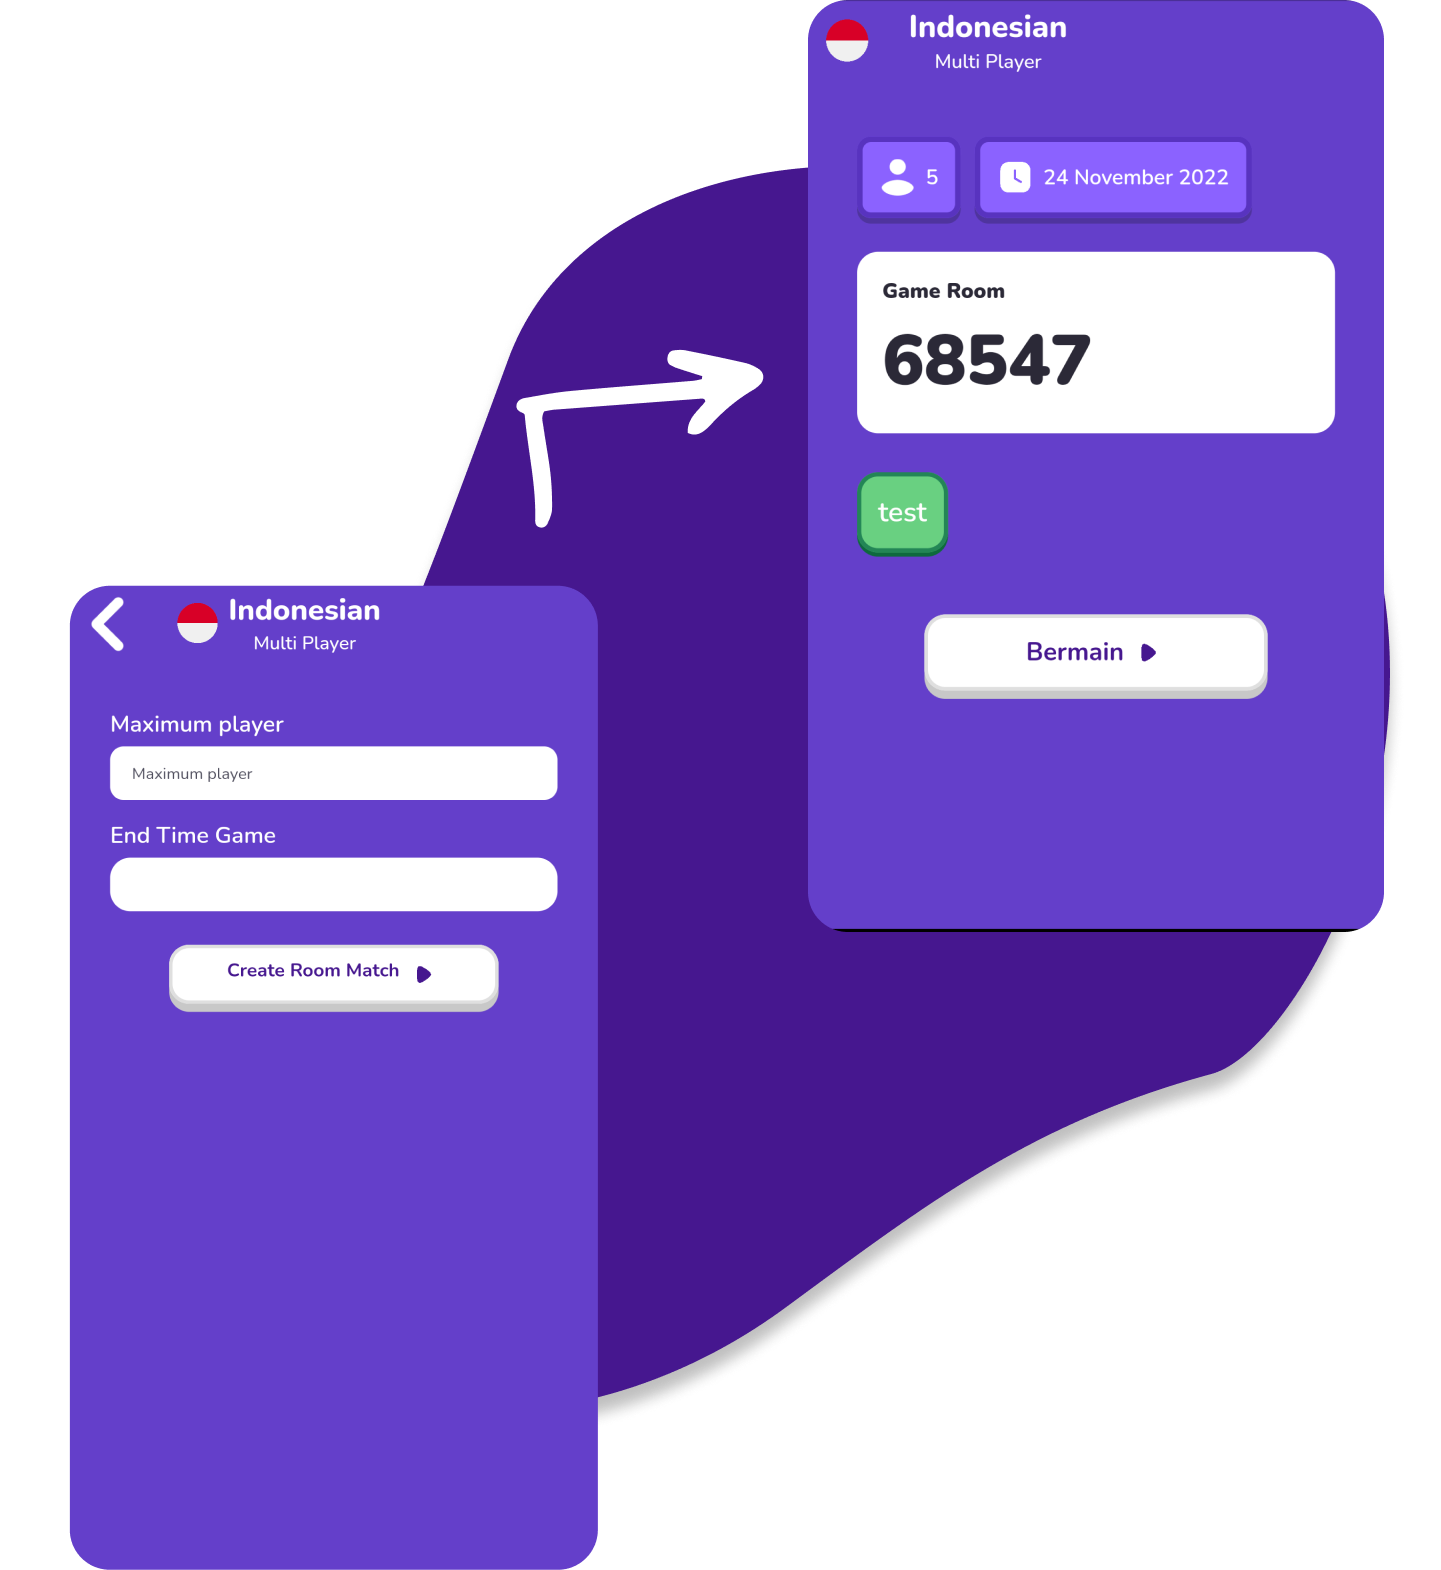 Indonesian
Multi Player
5
24 November 2022
Game Room
68547
test
Bermain
Indonesian
Multi Player
Maximum player
Maximum player
End Time Game
Create Room Match